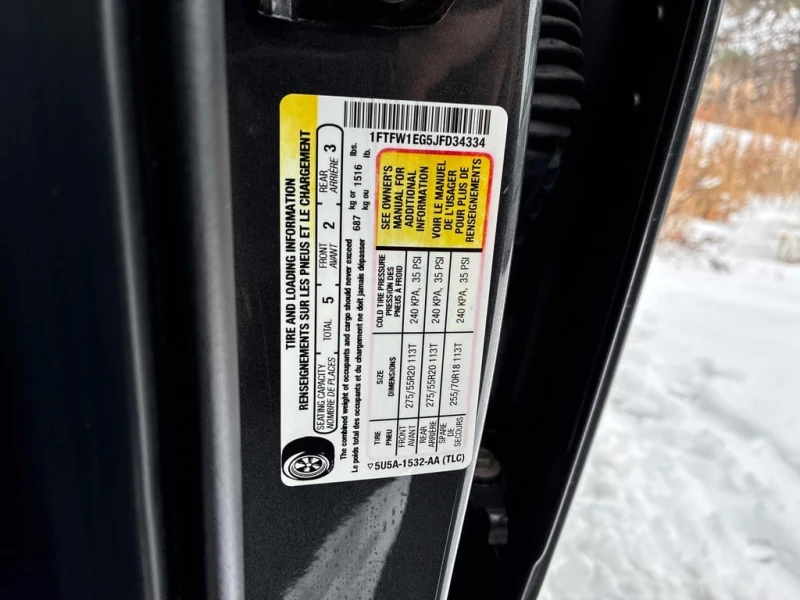 1FTFW1EG5JFD34334
TIRE AND LOADING INFORMATION
RENSEIGNEMENTS SUR LES PNEUS ET LE CHARGEMENT
SEATING CAPACITY
NOMBRE DE PLACES
TOTAL 5
FRONT
AVANT 2
REAR
ARRIÈRE 3
The combined weight of occupants and cargo should never exceed 687 kg or 1516 lbs.
Le poids total des occupants et du chargement ne doit jamais dépasser kg ou lb.
TIRE
PNEU
SIZE
DIMENSIONS
COLD TIRE PRESSURE
PRESSION DES
PNEUS À FROID
FRONT
AVANT
275/55R20 113T
240 KPA, 35 PSI
REAR
ARRIÈRE
275/55R20 113T
240 KPA, 35 PSI
SPARE
DE
SECOURS
255/70R18 113T
240 KPA, 35 PSI
SEE OWNER'S
MANUAL FOR
ADDITIONAL
INFORMATION
VOIR LE MANUEL
DE L'USAGER
POUR PLUS DE
RENSEIGNEMENTS
▽5U5A-1532-AA (TLC)